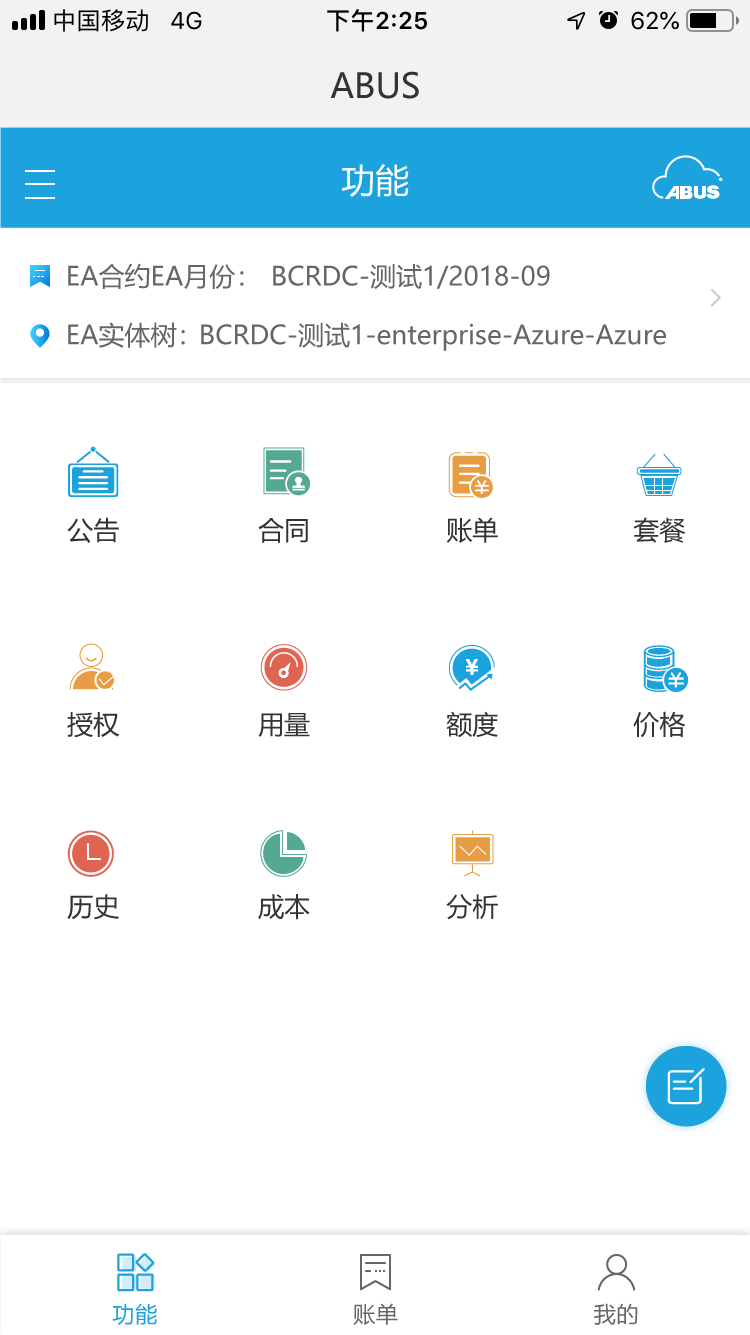 中国移动 4G 下午2:25 62%
ABUS
功能 ABUS
EA合约EA月份： BCRDC-测试1/2018-09
EA实体树：BCRDC-测试1-enterprise-Azure-Azure
公告 合同 账单 套餐
授权 用量 额度 价格
历史 成本 分析
功能 账单 我的